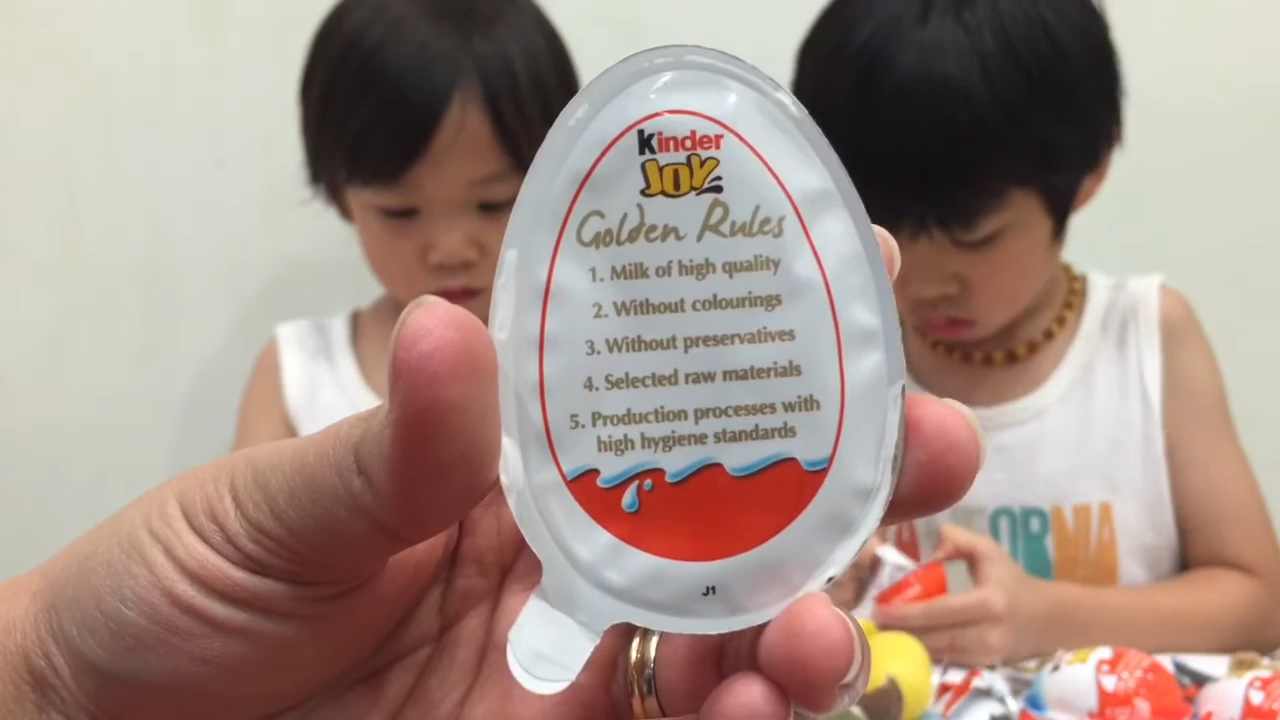 kinder
JOY
Golden Rules
1. Milk of high quality
2. Without colourings
3. Without preservatives
4. Selected raw materials
5. Production processes with
high hygiene standards
J1
ORNIA